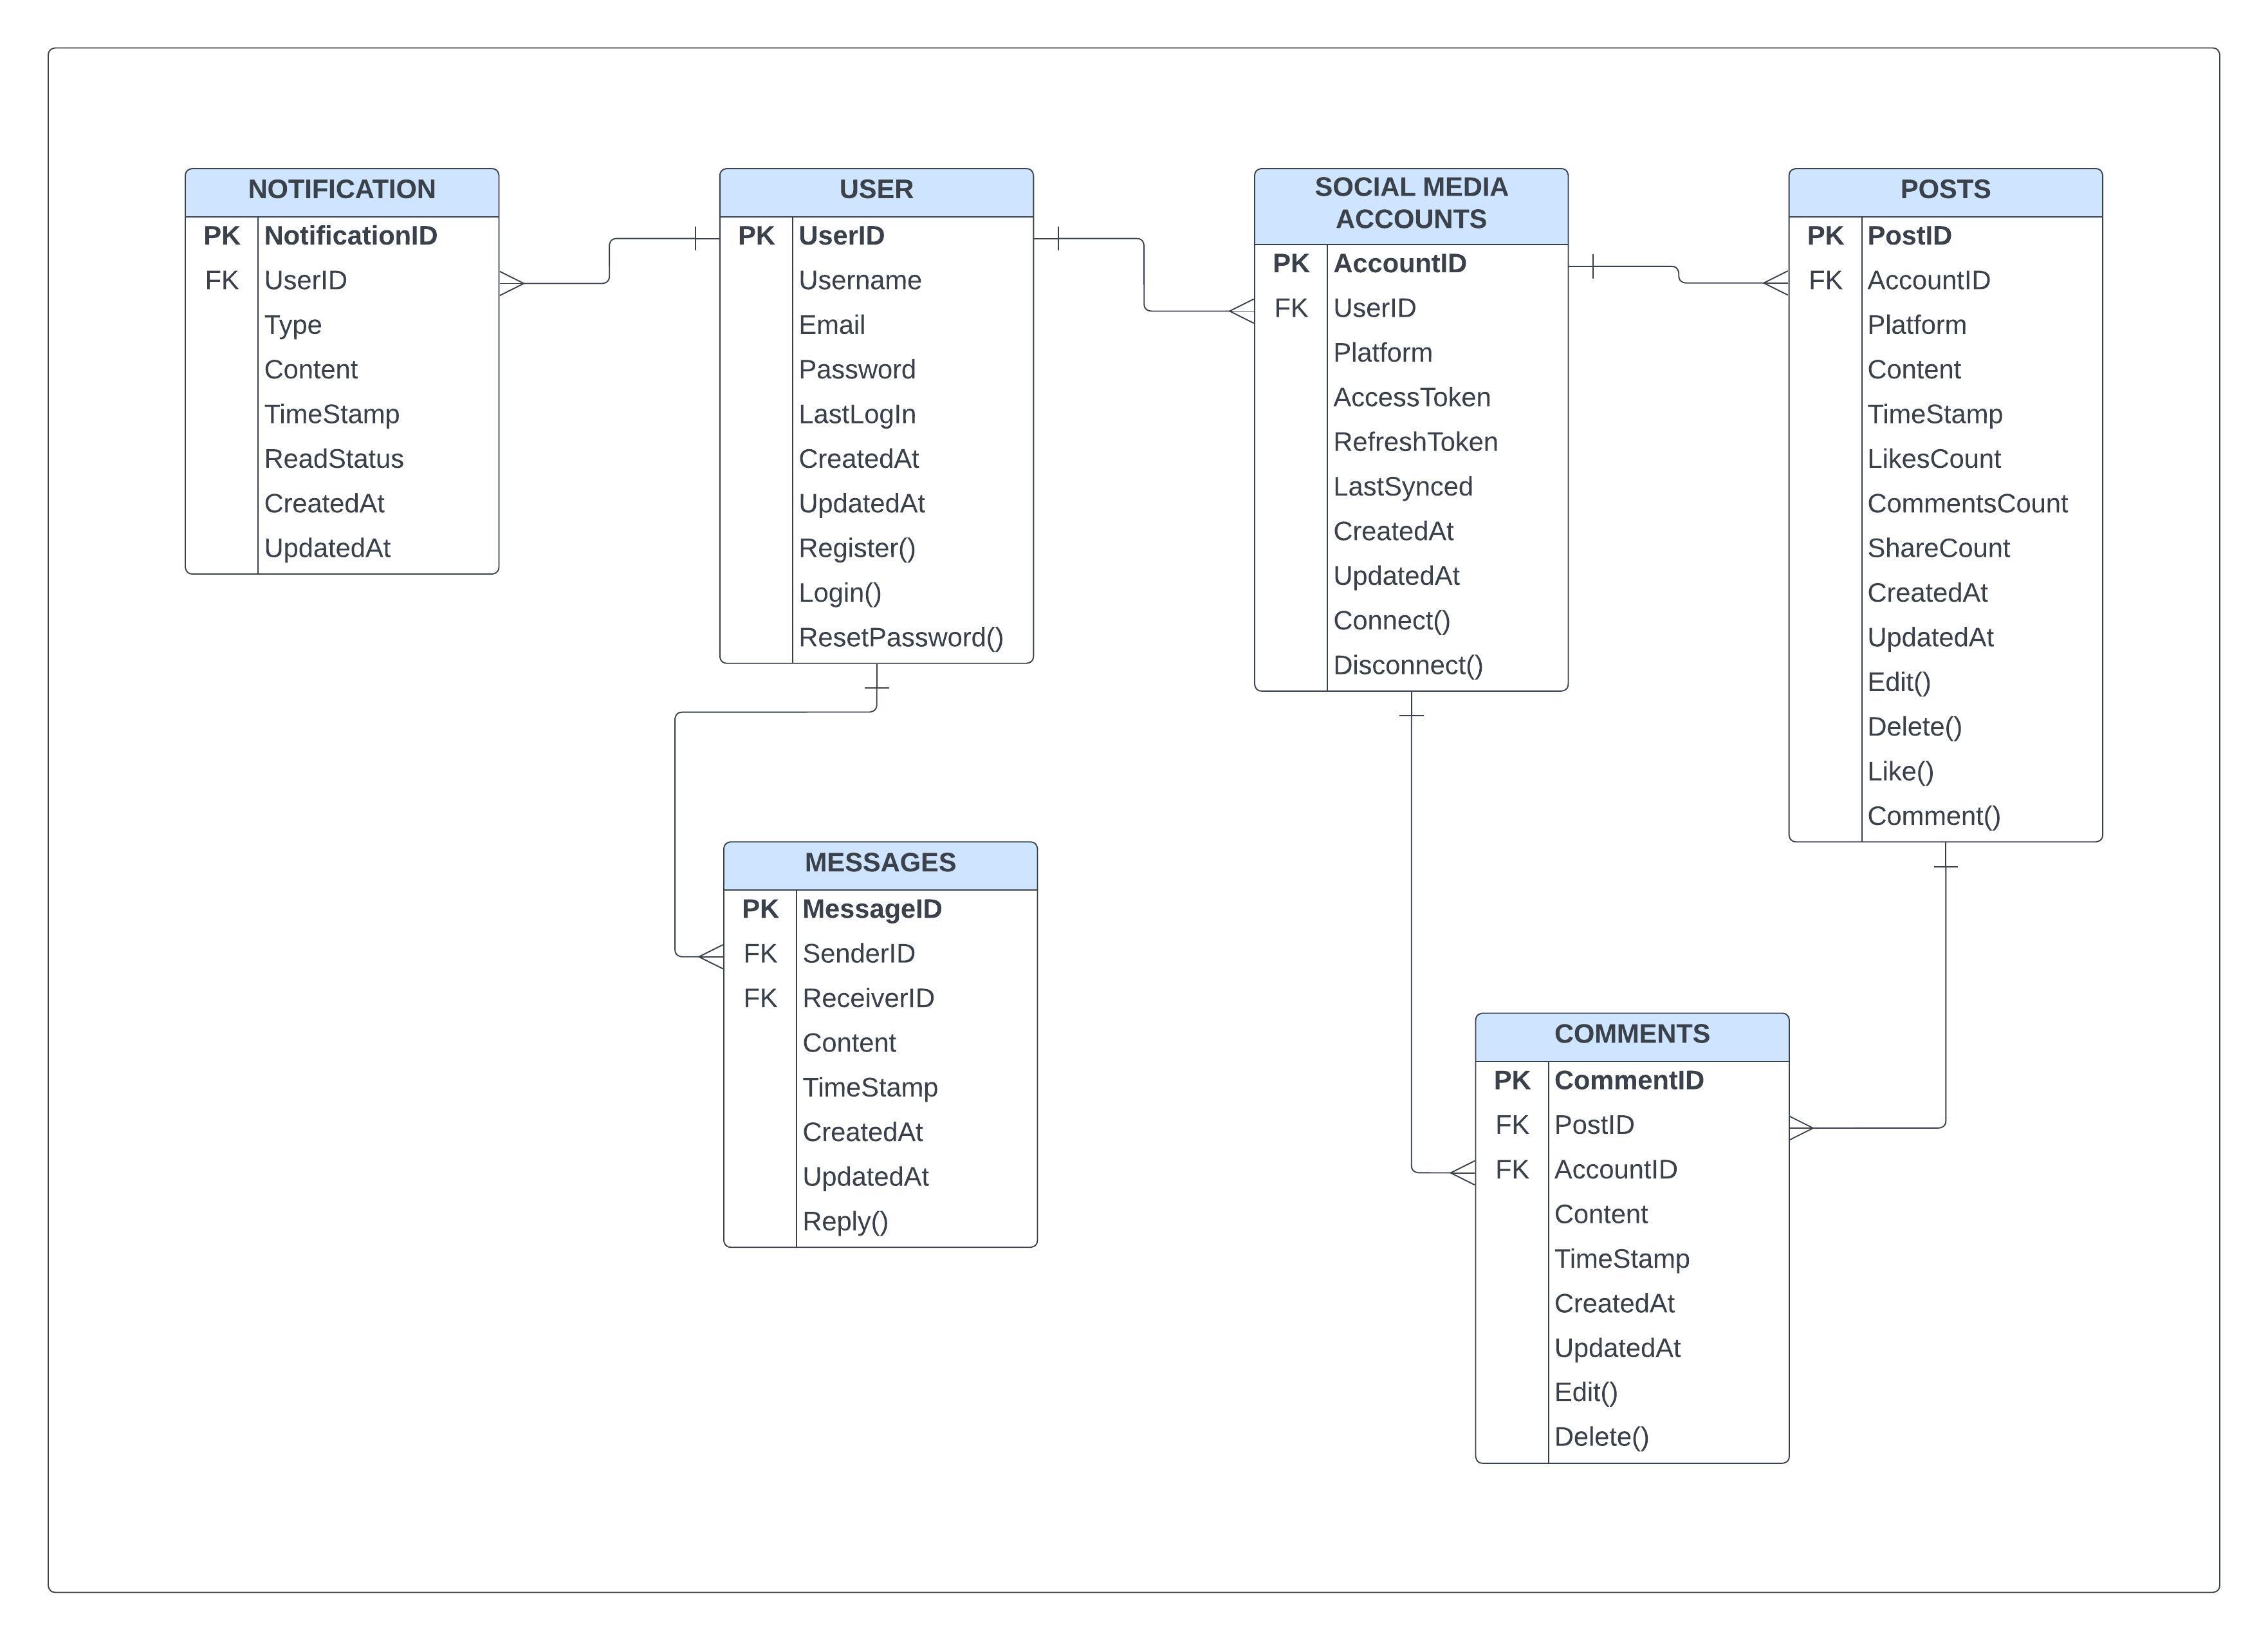 NOTIFICATION
PK NotificationID
FK UserID
Type
Content
TimeStamp
ReadStatus
CreatedAt
UpdatedAt
USER
PK UserID
Username
Email
Password
LastLogIn
CreatedAt
UpdatedAt
Register()
Login()
ResetPassword()
SOCIAL MEDIA
ACCOUNTS
PK AccountID
FK UserID
Platform
AccessToken
RefreshToken
LastSynced
CreatedAt
UpdatedAt
Connect()
Disconnect()
POSTS
PK PostID
FK AccountID
Platform
Content
TimeStamp
LikesCount
CommentsCount
ShareCount
CreatedAt
UpdatedAt
Edit()
Delete()
Like()
Comment()
MESSAGES
PK MessageID
FK SenderID
FK ReceiverID
Content
TimeStamp
CreatedAt
UpdatedAt
Reply()
COMMENTS
PK CommentID
FK PostID
FK AccountID
Content
TimeStamp
CreatedAt
UpdatedAt
Edit()
Delete()